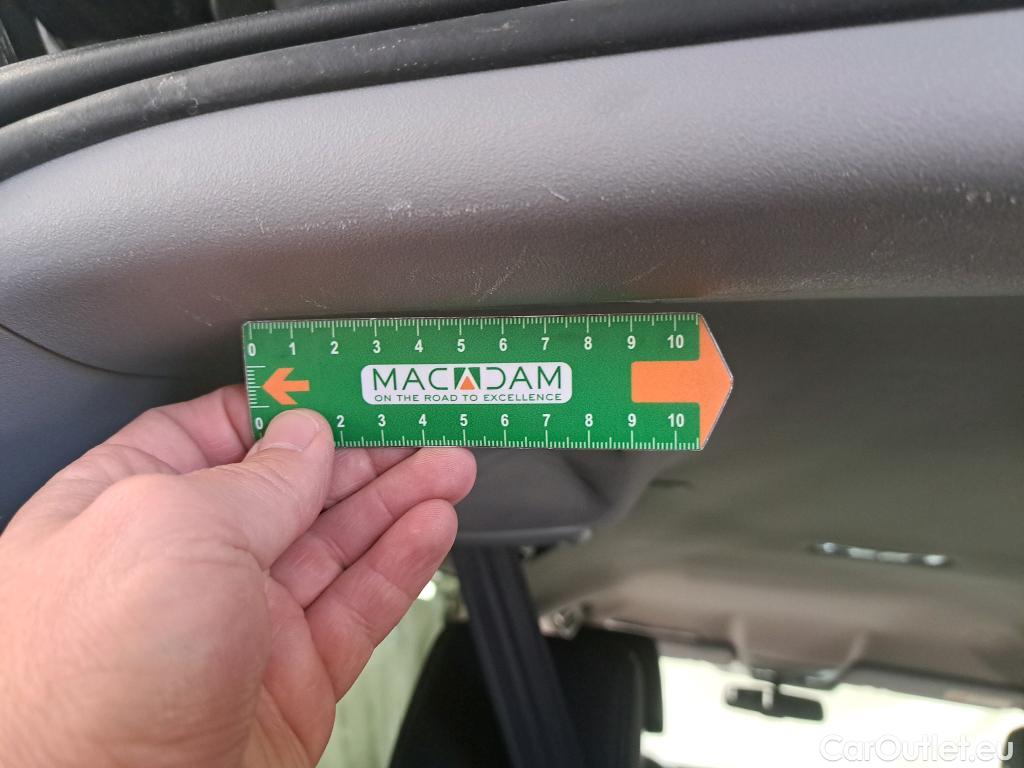 0 1 2 3 4 5 6 7 8 9 10
MACADAM
ON THE ROAD TO EXCELLENCE
0 2 3 4 5 6 7 8 9 10
CarOutlet.eu